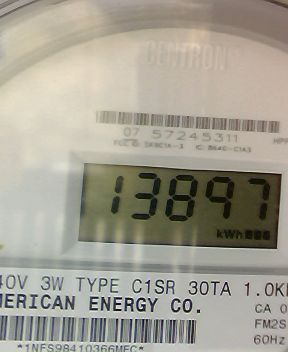 CENTRON
07 57245311
13897
kWh
40V 3W TYPE C1SR 30TA 1.0K
MERICAN ENERGY CO.
CA 0
FM2S
60Hz
*1NFS98410366MFC*